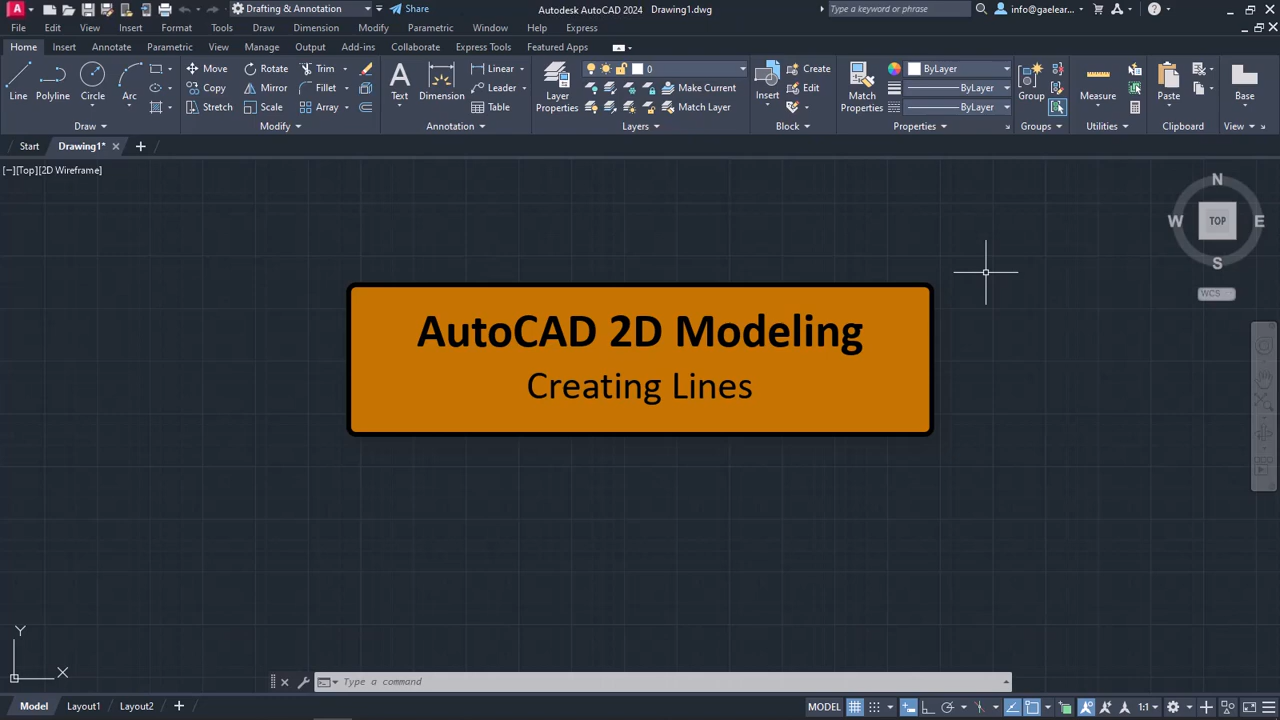 Drawing & Annotation
Share
Autodesk AutoCAD 2024 Drawing1.dwg
Type a keyword or phrase
info@gaelear...
File Edit View Insert Format Tools Draw Dimension Modify Parametric Window Help Express
Home Insert Annotate Parametric View Manage Output Add-ins Collaborate Express Tools Featured Apps
Line Polyline Circle Arc
Move Rotate Trim
Copy Mirror Fillet
Stretch Scale Array
Text Dimension
Linear
Leader
Table
Layer Properties
0
Make Current
Match Layer
Insert
Create
Edit
Match Properties
ByLayer
ByLayer
ByLayer
Group
Measure
Paste
Base
Draw Modify Annotation Layers Block Properties Groups Utilities Clipboard View
Start Drawing1*
[−][Top][2D Wireframe]
N
W TOP E
S
WCS
AutoCAD 2D Modeling
Creating Lines
Y
X
Type a command
Model Layout1 Layout2
MODEL 1:1